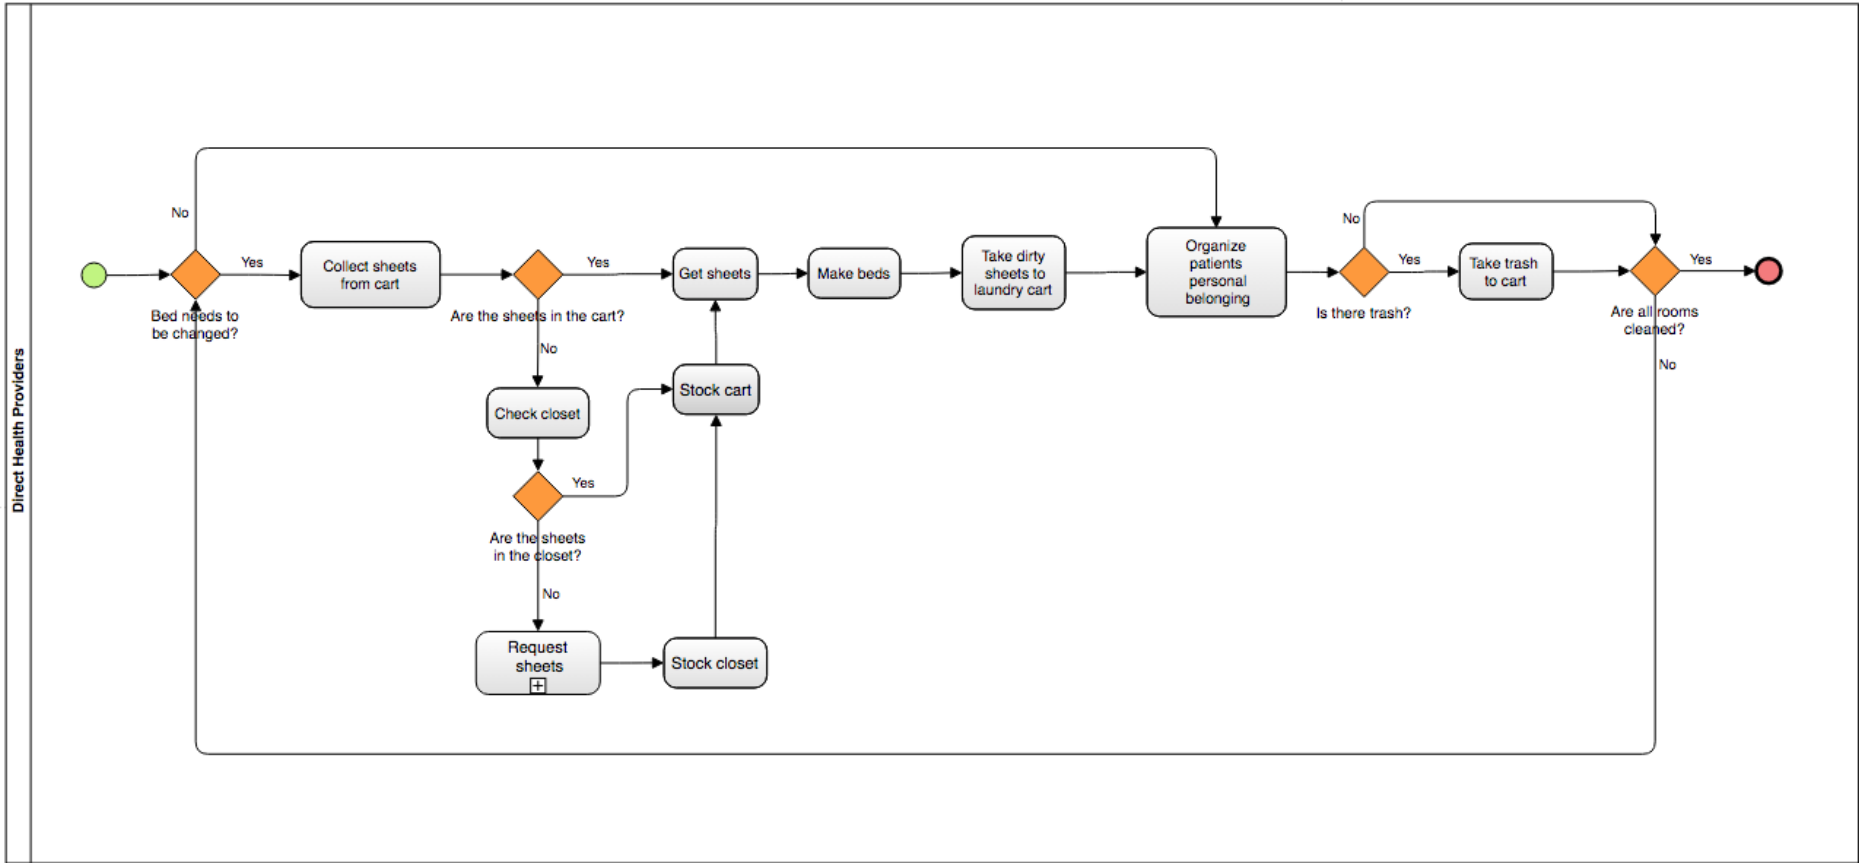 Direct Health Providers
No
Bed needs to
be changed?
Yes
Collect sheets
from cart
Are the sheets in the cart?
Yes
No
Check closet
Are the sheets
in the closet?
Yes
No
Request
sheets
Stock closet
Stock cart
Get sheets
Make beds
Take dirty
sheets to
laundry cart
Organize
patients
personal
belonging
Is there trash?
No
Yes
Take trash
to cart
Are all rooms
cleaned?
Yes
No